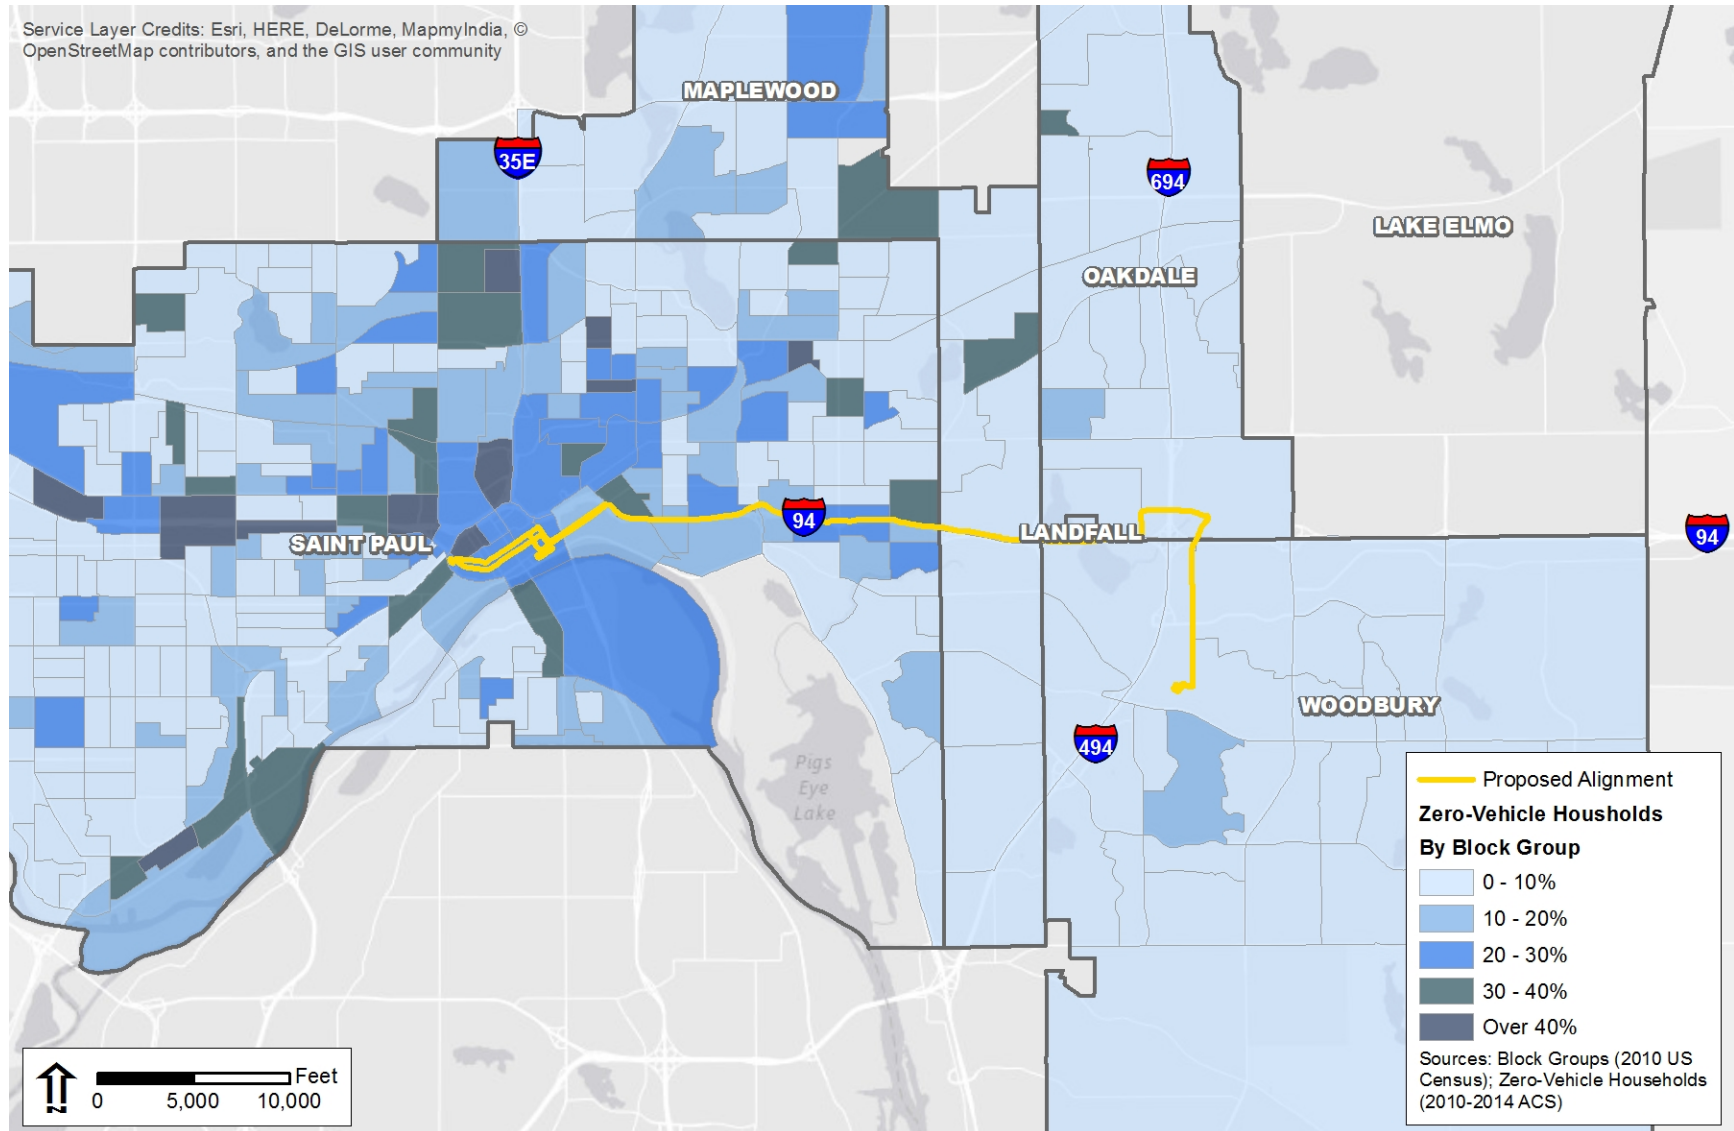 Service Layer Credits: Esri, HERE, DeLorme, MapmyIndia, ©
OpenStreetMap contributors, and the GIS user community
MAPLEWOOD
35E
694
LAKE ELMO
OAKDALE
94
LANDFALL
94
SAINT PAUL
WOODBURY
494
Pigs
Eye
Lake
Proposed Alignment
Zero-Vehicle Housholds
By Block Group
0 - 10%
10 - 20%
20 - 30%
30 - 40%
Over 40%
Sources: Block Groups (2010 US
Census); Zero-Vehicle Households
(2010-2014 ACS)
N
Feet
0 5,000 10,000